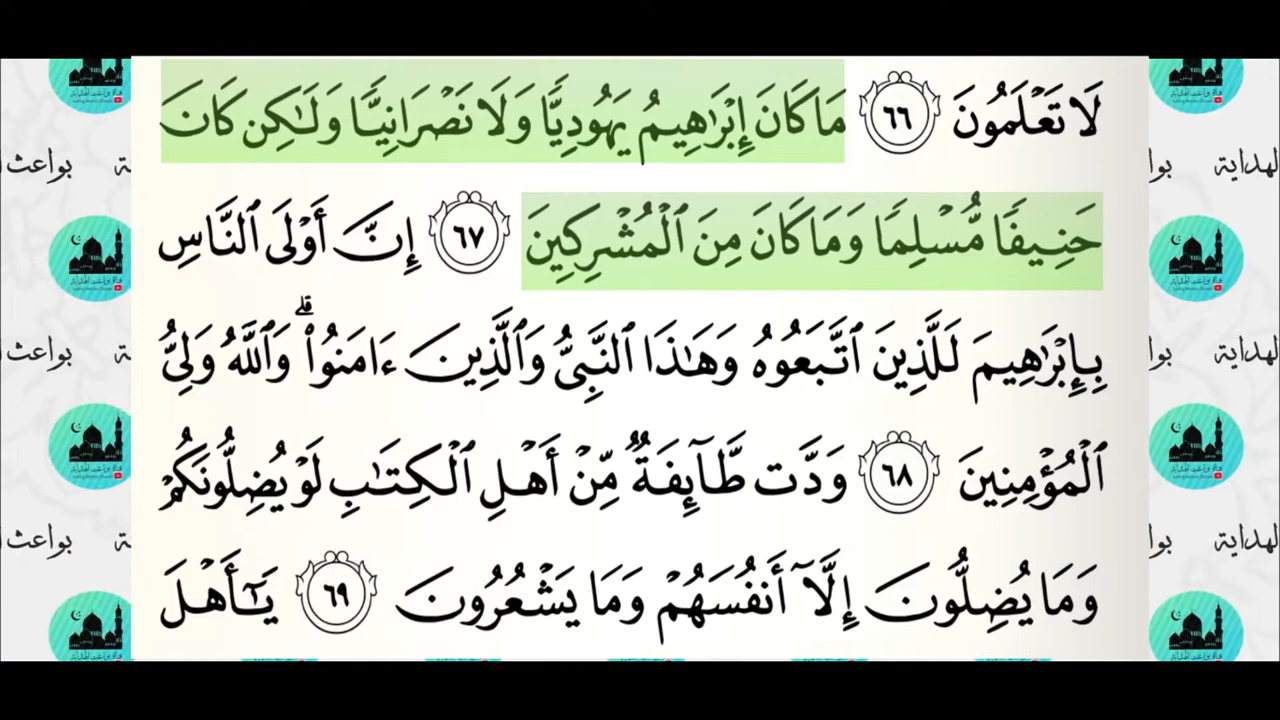 لَا تَعْلَمُونَ ٦٦ مَا كَانَ إِبْرَٰهِيمُ يَهُودِيًّا وَلَا نَصْرَانِيًّا وَلَـٰكِن كَانَ
حَنِيفًا مُّسْلِمًا وَمَا كَانَ مِنَ ٱلْمُشْرِكِينَ ٦٧ إِنَّ أَوْلَى ٱلنَّاسِ
بِإِبْرَٰهِيمَ لَلَّذِينَ ٱتَّبَعُوهُ وَهَـٰذَا ٱلنَّبِىُّ وَٱلَّذِينَ ءَامَنُوا۟ ۗ وَٱللَّهُ وَلِىُّ
ٱلْمُؤْمِنِينَ ٦٨ وَدَّت طَّآئِفَةٌ مِّنْ أَهْلِ ٱلْكِتَـٰبِ لَوْ يُضِلُّونَكُمْ
وَمَا يُضِلُّونَ إِلَّآ أَنفُسَهُمْ وَمَا يَشْعُرُونَ ٦٩ يَـٰٓأَهْلَ